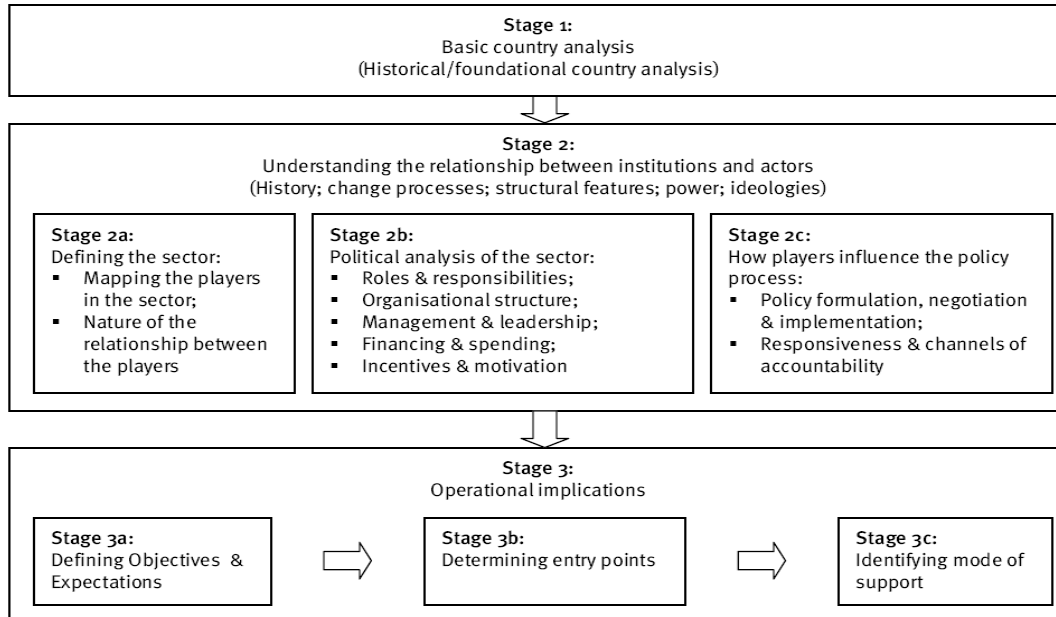 Stage 1:
Basic country analysis
(Historical/foundational country analysis)
Stage 2:
Understanding the relationship between institutions and actors
(History; change processes; structural features; power; ideologies)
Stage 2a:
Defining the sector:
▪ Mapping the players
in the sector;
▪ Nature of the
relationship between
the players
Stage 2b:
Political analysis of the sector:
▪ Roles & responsibilities;
▪ Organisational structure;
▪ Management & leadership;
▪ Financing & spending;
▪ Incentives & motivation
Stage 2c:
How players influence the policy
process:
▪ Policy formulation, negotiation
& implementation;
▪ Responsiveness & channels of
accountability
Stage 3:
Operational implications
Stage 3a:
Defining Objectives &
Expectations
Stage 3b:
Determining entry points
Stage 3c:
Identifying mode of
support